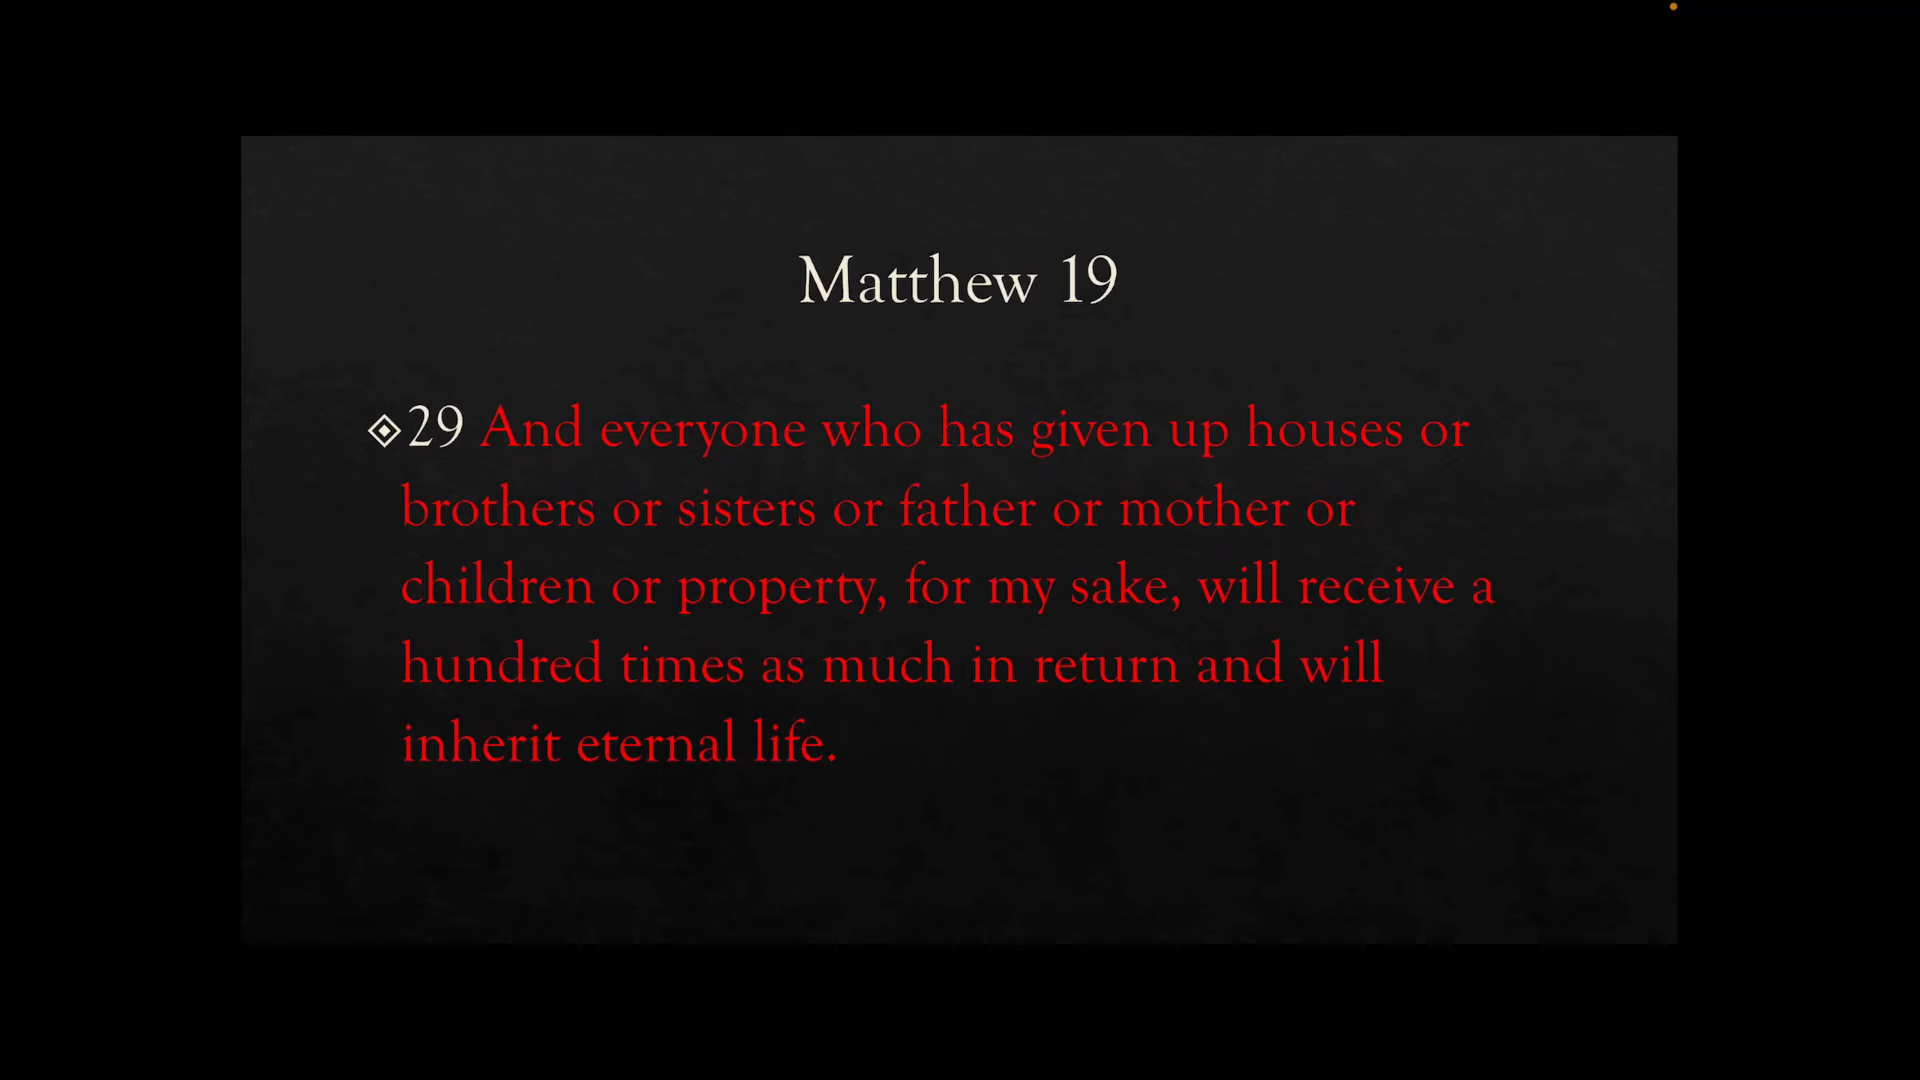 Matthew 19
29 And everyone who has given up houses or
brothers or sisters or father or mother or
children or property, for my sake, will receive a
hundred times as much in return and will
inherit eternal life.